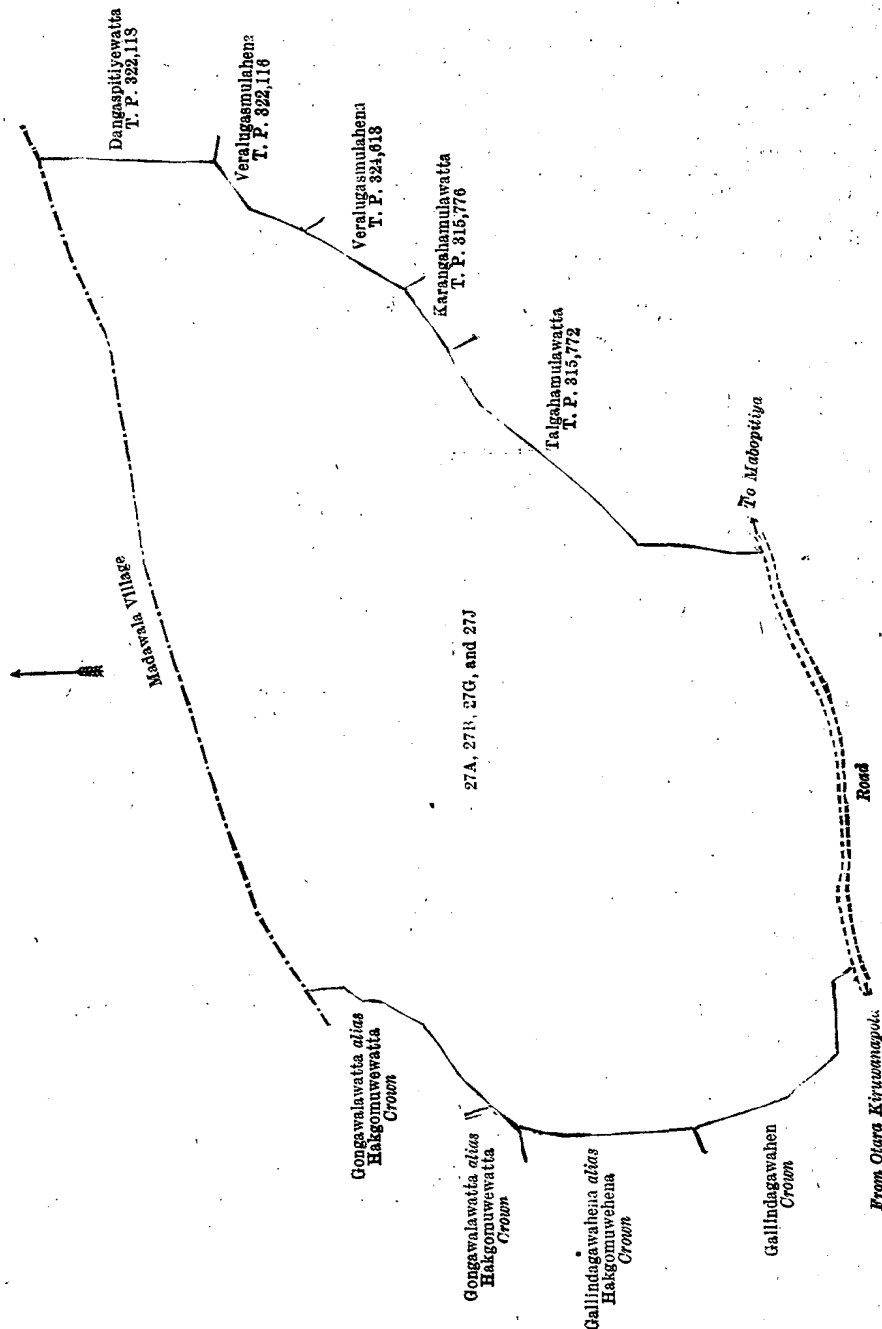 Dangaspitiyewatta
T. P. 322,118
Veralugasmulahena
T. P. 322,116
Veralugasmulahena
T. P. 324,618
Karangahamulawatta
T. P. 315,776
Talgahamulawatta
T. P. 315,772
To Mabopitiya
Madawala Village
27A, 27B, 27G, and 27J
Road
Gongawalawatta alias
Hakgomuwewatta
Crown
Gongawalawatta alias
Hakgomuwewatta
Crown
Gallindagawahena alias
Hakgomuwehena
Crown
Gallindagawahen
Crown
From Otara Kiruwanapola